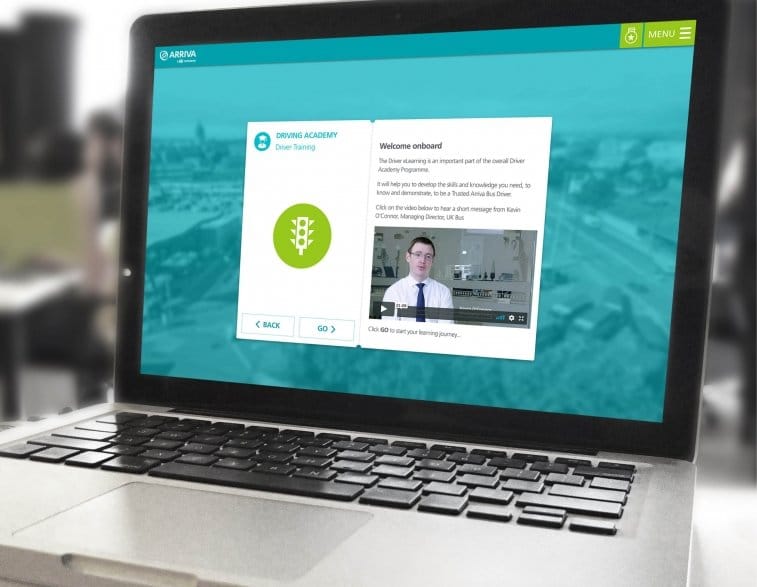 ARRIVA
MENU
DRIVING ACADEMY
Driver Training
BACK
GO
Welcome onboard
The Driver eLearning is an important part of the overall Driver
Academy Programme.
It will help you to develop the skills and knowledge you need, to
know and demonstrate, to be a Trusted Arriva Bus Driver.
Click on the video below to hear a short message from Kevin
O'Connor, Managing Director, UK Bus
01:09
Click GO to start your learning journey...